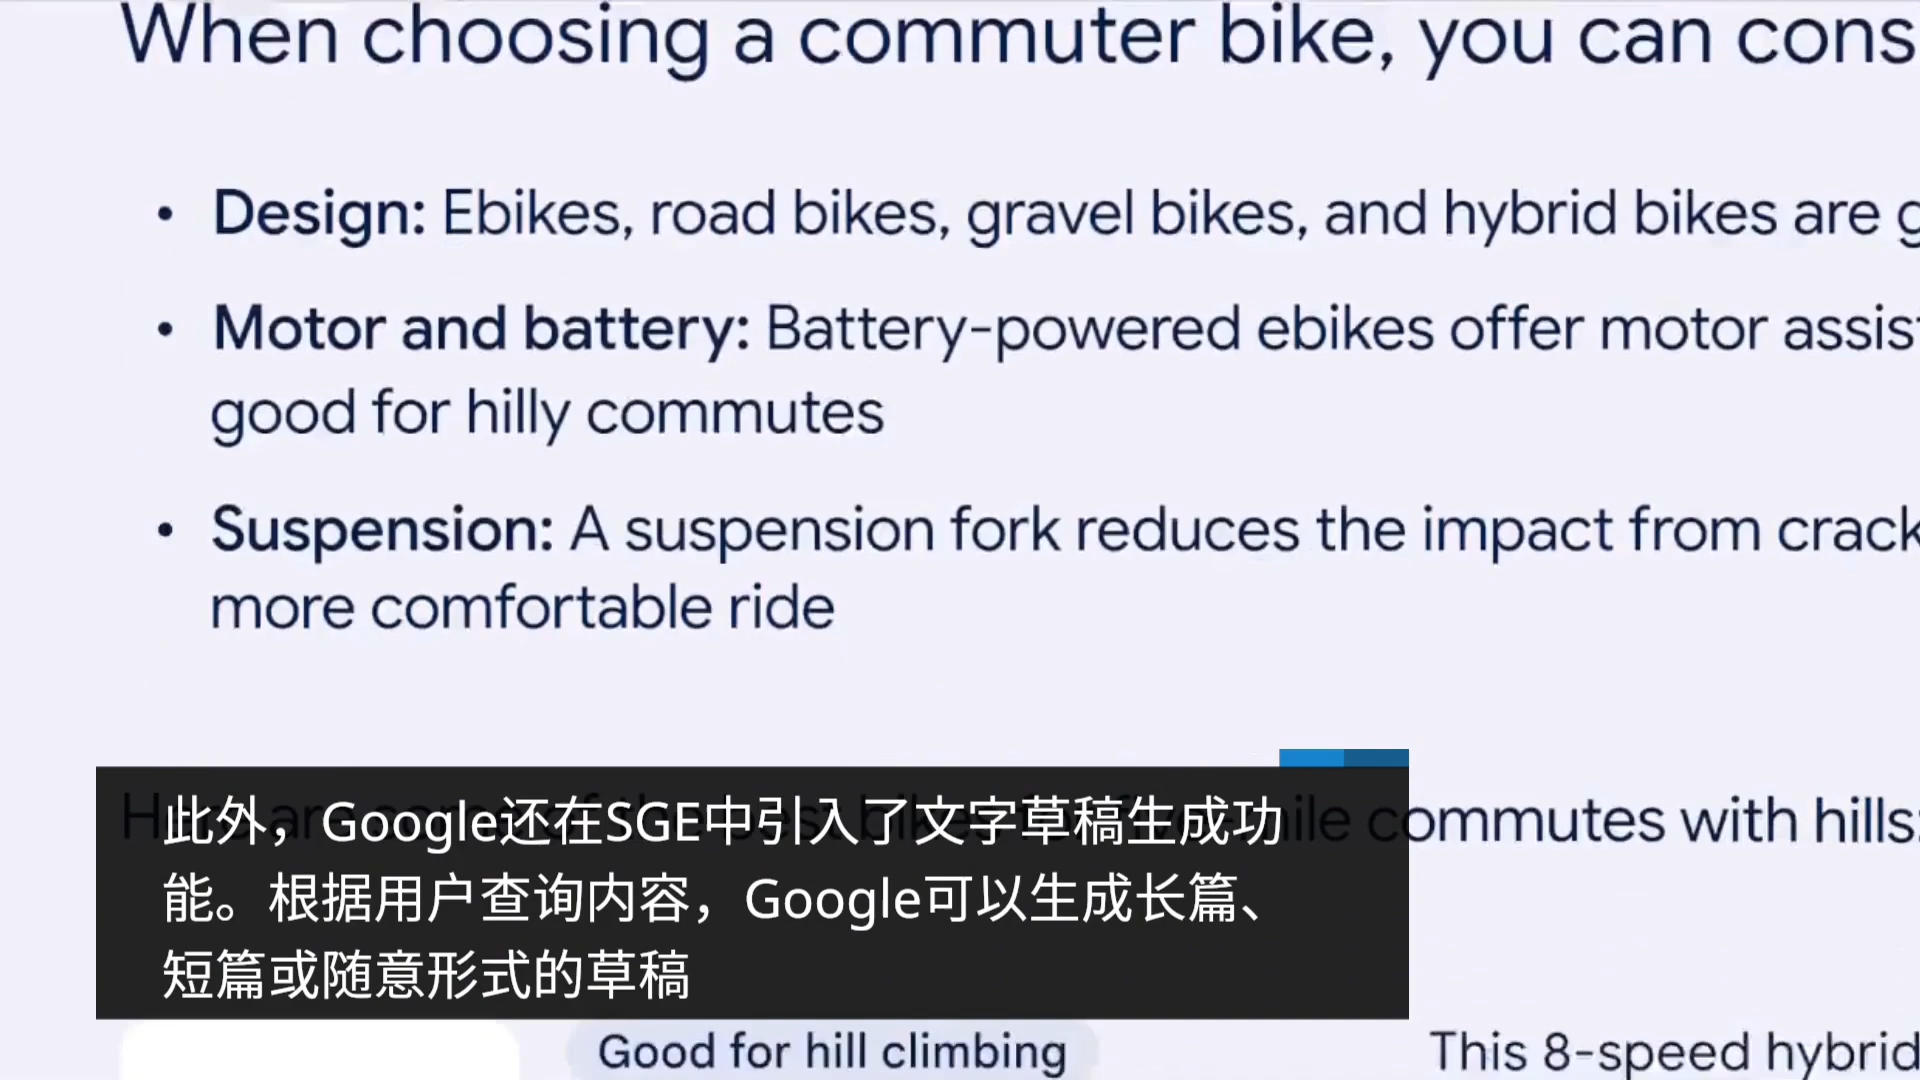 When choosing a commuter bike, you can cons
• Design: Ebikes, road bikes, gravel bikes, and hybrid bikes are g
• Motor and battery: Battery-powered ebikes offer motor assist
good for hilly commutes
• Suspension: A suspension fork reduces the impact from crack
more comfortable ride
commutes with hills:
此外，Google还在SGE中引入了文字草稿生成功
能。根据用户查询内容，Google可以生成长篇、
短篇或随意形式的草稿
Good for hill climbing
This 8-speed hybrid